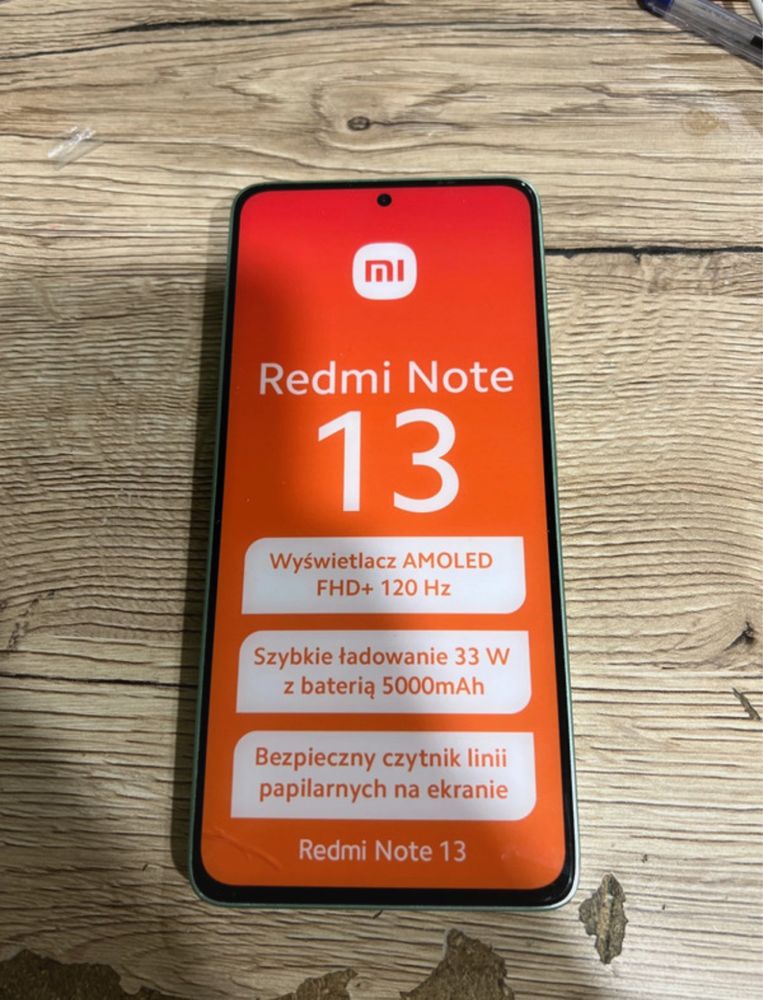 mi
Redmi Note
13
Wyświetlacz AMOLED
FHD+ 120 Hz
Szybkie ładowanie 33 W
z baterią 5000mAh
Bezpieczny czytnik linii
papilarnych na ekranie
Redmi Note 13